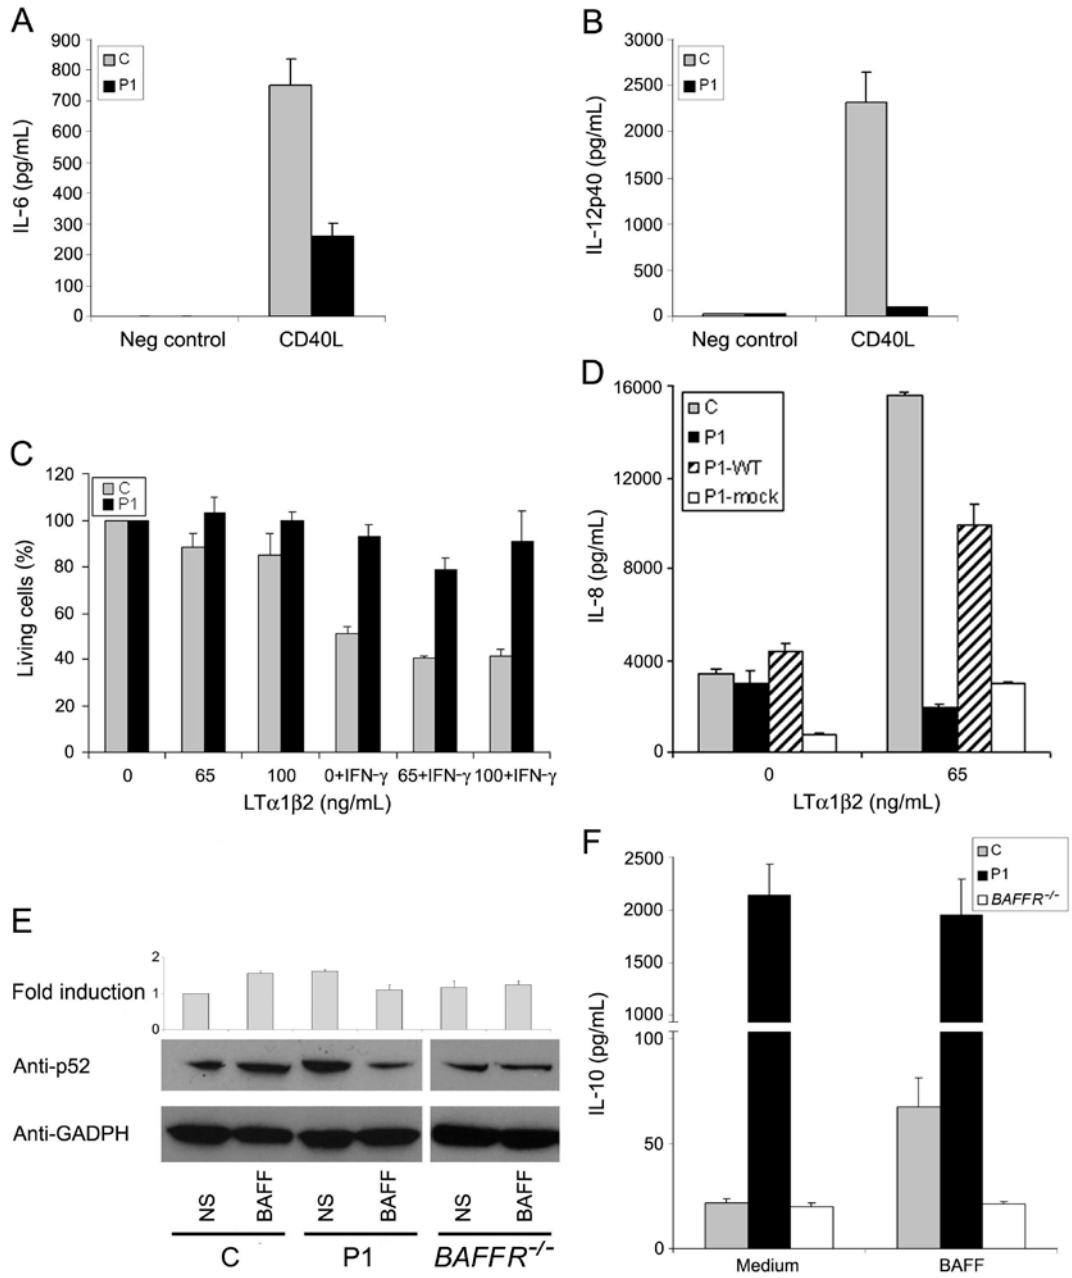 A
IL-6 (pg/mL)
900
800
700
600
500
400
300
200
100
0
C
P1
Neg control
CD40L
B
IL-12p40 (pg/mL)
3000
2500
2000
1500
1000
500
0
C
P1
Neg control
CD40L
C
Living cells (%)
120
100
80
60
40
20
0
C
P1
0
65
100
0+IFN-γ
65+IFN-γ
100+IFN-γ
LTα1β2 (ng/mL)
D
IL-8 (pg/mL)
16000
12000
8000
4000
0
C
P1
P1-WT
P1-mock
0
65
LTα1β2 (ng/mL)
E
Fold induction
2
1
0
Anti-p52
Anti-GADPH
NS
BAFF
NS
BAFF
NS
BAFF
C
P1
BAFFR-/-
F
IL-10 (pg/mL)
2500
2000
1500
1000
100
50
0
C
P1
BAFFR-/-
Medium
BAFF